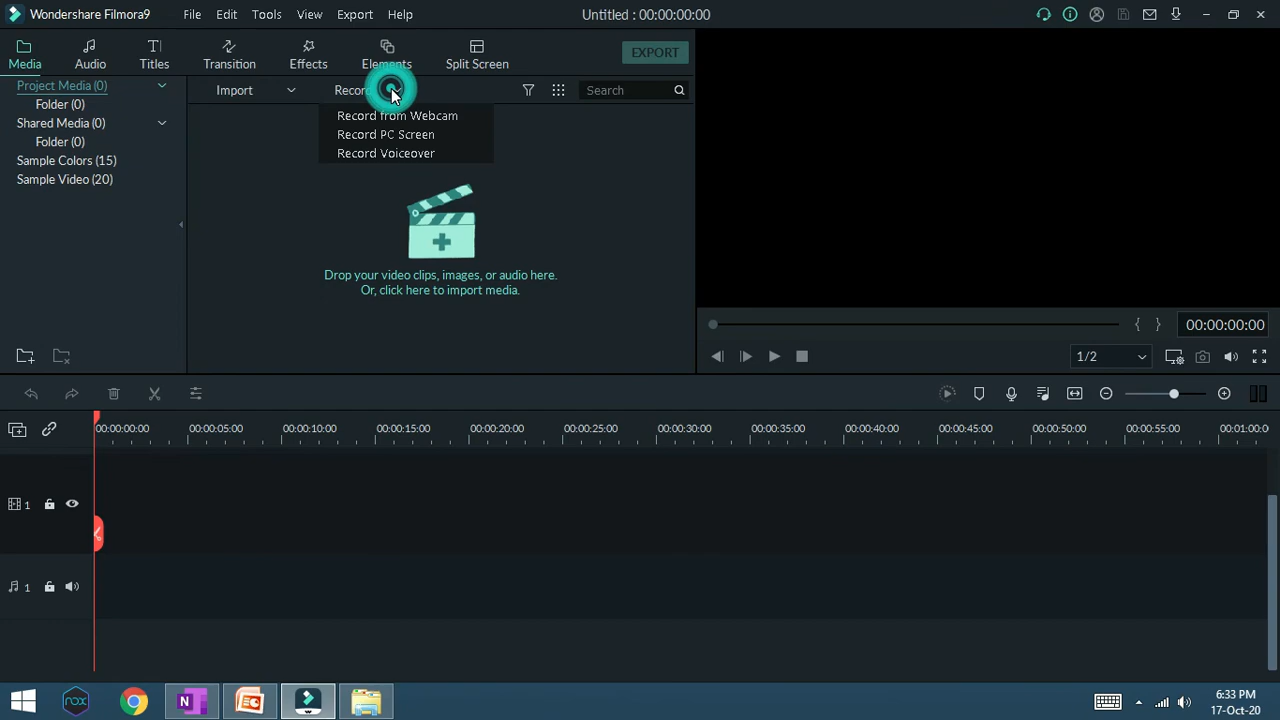 Wondershare Filmora9 File Edit Tools View Export Help Untitled : 00:00:00:00
Media Audio Titles Transition Effects Elements Split Screen EXPORT
Project Media (0)
Folder (0)
Shared Media (0)
Folder (0)
Sample Colors (15)
Sample Video (20)
Import Record Search
Record from Webcam
Record PC Screen
Record Voiceover
Drop your video clips, images, or audio here.
Or, click here to import media.
{ } 00:00:00:00
1/2
00:00:00:00 00:00:05:00 00:00:10:00 00:00:15:00 00:00:20:00 00:00:25:00 00:00:30:00 00:00:35:00 00:00:40:00 00:00:45:00 00:00:50:00 00:00:55:00 00:01:00:0
1
1
nox N P 6:33 PM
17-Oct-20